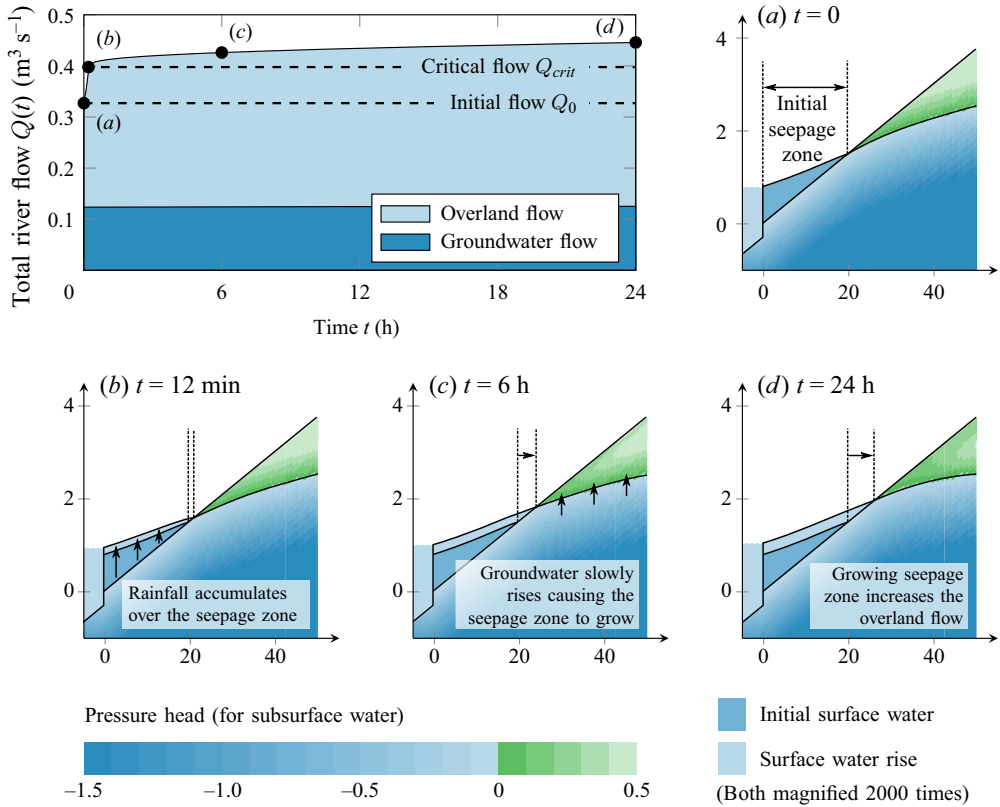 Total river flow Q(t) (m³ s⁻¹)
0.5
0.4
0.3
0.2
0.1
0
6
12
18
24
Time t (h)
(a)
(b)
(c)
(d)
Critical flow Q_crit
Initial flow Q_0
Overland flow
Groundwater flow
(a) t = 0
4
2
0
0
20
40
Initial
seepage
zone
(b) t = 12 min
4
2
0
0
20
40
Rainfall accumulates
over the seepage zone
(c) t = 6 h
4
2
0
0
20
40
Groundwater slowly
rises causing the
seepage zone to grow
(d) t = 24 h
4
2
0
0
20
40
Growing seepage
zone increases the
overland flow
Pressure head (for subsurface water)
–1.5
–1.0
–0.5
0
0.5
Initial surface water
Surface water rise
(Both magnified 2000 times)